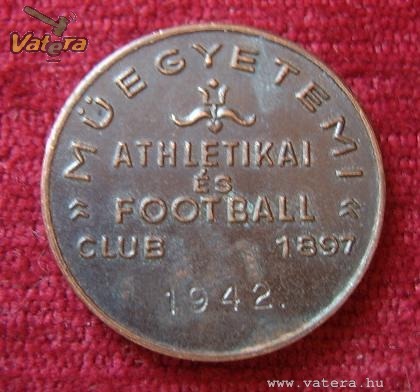 Vatera
« MŰEGYETEMI »
ATHLETIKAI
ÉS
FOOTBALL
CLUB 1897
1942.
www.vatera.hu